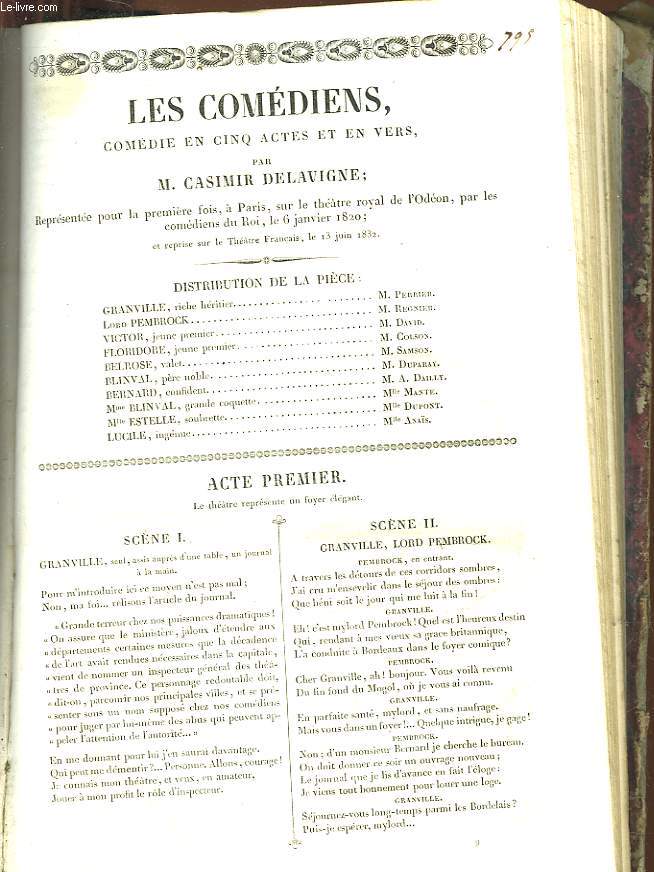 Le-livre.com
795
LES COMÉDIENS,
COMÉDIE EN CINQ ACTES ET EN VERS,
PAR
M. CASIMIR DELAVIGNE;
Représentée pour la première fois, à Paris, sur le théâtre royal de l'Odéon, par les
comédiens du Roi, le 6 janvier 1820;
et reprise sur le Théâtre Francais, le 13 juin 1832.
DISTRIBUTION DE LA PIÈCE:
GRANVILLE, riche héritier.......... M. Perrier.
Lord PEMBROCK.......... M. Regnier.
VICTOR, jeune premier.......... M. David.
FLORIDORE, jeune premier.......... M. Colson.
BELROSE, valet.......... M. Samson.
BLINVAL, père noble.......... M. Duparay.
BERNARD, confident.......... M. A. Dailly.
Mme BLINVAL, grande coquette.......... Mlle Mante.
Mlle ESTELLE, soubrette.......... Mlle Dupont.
LUCILE, ingénue.......... Mlle Anaïs.
ACTE PREMIER.
Le théâtre représente un foyer élégant.
SCÈNE I.
GRANVILLE, seul, assis auprès d'une table, un journal
à la main.
Pour m'introduire ici ce moyen n'est pas mal;
Non, ma foi... relisons l'article du journal.
« Grande terreur chez nos puissances dramatiques!
« On assure que le ministère, jaloux d'étendre aux
« départements certaines mesures que la décadence
« de l'art avait rendues nécessaires dans la capitale,
« vient de nommer un inspecteur général des théâ-
« tres de province. Ce personnage redoutable doit,
« dit-on, parcourir nos principales villes, et se pré-
« senter sous un nom supposé chez nos comédiens
« pour juger par lui-même des abus qui peuvent ap-
« peler l'attention de l'autorité... »
En me donnant pour lui j'en saurai davantage.
Qui peut me démentir?... Personne. Allons, courage!
Je connais mon théâtre, et veux, en amateur,
Jouer à mon profit le rôle d'inspecteur.
SCÈNE II.
GRANVILLE, LORD PEMBROCK.
PEMBROCK, en entrant.
A travers les détours de ces corridors sombres,
J'ai cru m'ensevelir dans le séjour des ombres:
Que béni soit le jour qui me luit à la fin!
GRANVILLE.
Eh! c'est mylord Pembrock! Quel est l'heureux destin
Qui, rendant à mes vœux sa grace britannique,
L'a conduite à Bordeaux dans le foyer comique?
PEMBROCK.
Cher Granville, ah! bonjour. Vous voilà revenu
Du fin fond du Mogol, où je vous ai connu.
GRANVILLE.
En parfaite santé, mylord, et sans naufrage.
Mais vous dans un foyer!... Quelque intrigue, je gage!
PEMBROCK.
Non; d'un monsieur Bernard je cherche le bureau.
On doit donner ce soir un ouvrage nouveau;
Le journal que je lis d'avance en fait l'éloge;
Je viens tout bonnement pour louer une loge.
GRANVILLE.
Séjournez-vous long-temps parmi les Bordelais?
Puis-je espérer, mylord...
9